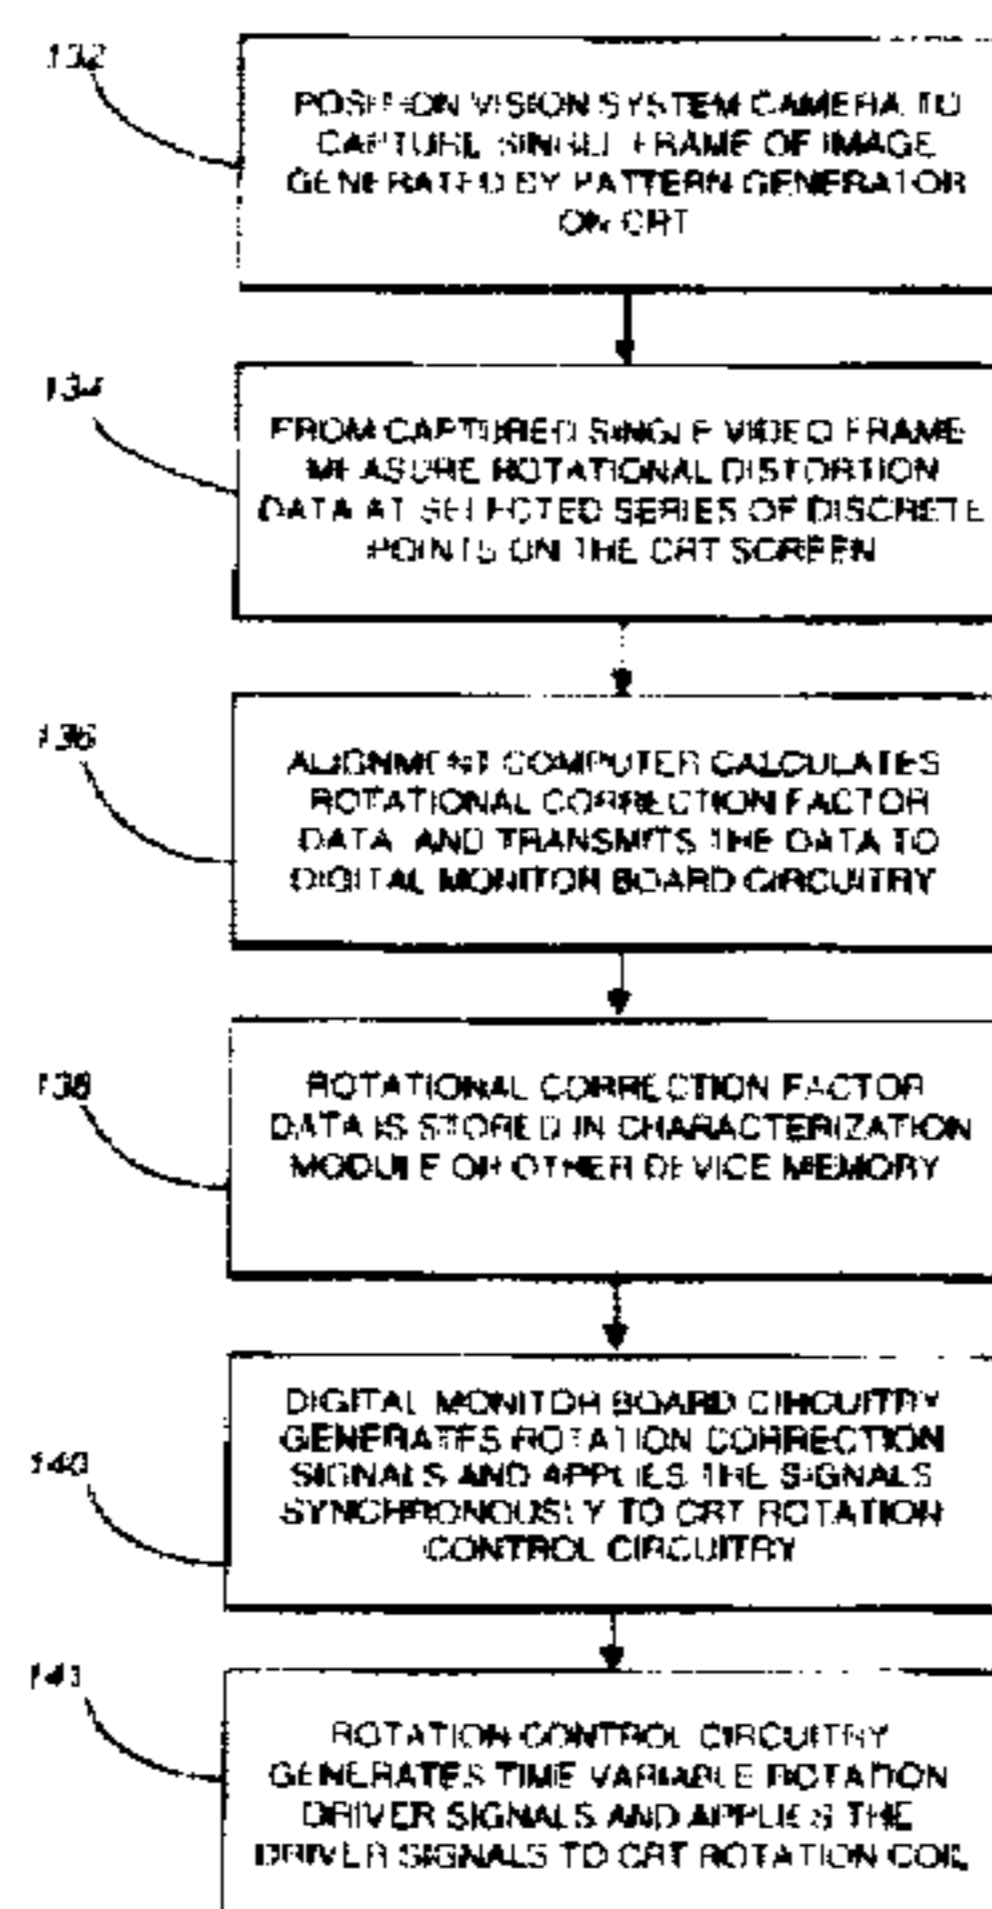 132
POSITION VISION SYSTEM CAMERA TO
CAPTURE SINGLE FRAME OF IMAGE
GENERATED BY PATTERN GENERATOR
ON CRT
134
FROM CAPTURED SINGLE VIDEO FRAME
MEASURE ROTATIONAL DISTORTION
DATA AT SELECTED SERIES OF DISCRETE
POINTS ON THE CRT SCREEN
136
ALIGNMENT COMPUTER CALCULATES
ROTATIONAL CORRECTION FACTOR
DATA AND TRANSMITS THE DATA TO
DIGITAL MONITOR BOARD CIRCUITRY
138
ROTATIONAL CORRECTION FACTOR
DATA IS STORED IN CHARACTERIZATION
MODULE OR OTHER DEVICE MEMORY
140
DIGITAL MONITOR BOARD CIRCUITRY
GENERATES ROTATION CORRECTION
SIGNALS AND APPLIES THE SIGNALS
SYNCHRONOUSLY TO CRT ROTATION
CONTROL CIRCUITRY
141
ROTATION CONTROL CIRCUITRY
GENERATES TIME VARIABLE ROTATION
DRIVER SIGNALS AND APPLIES THE
DRIVER SIGNALS TO CRT ROTATION COIL